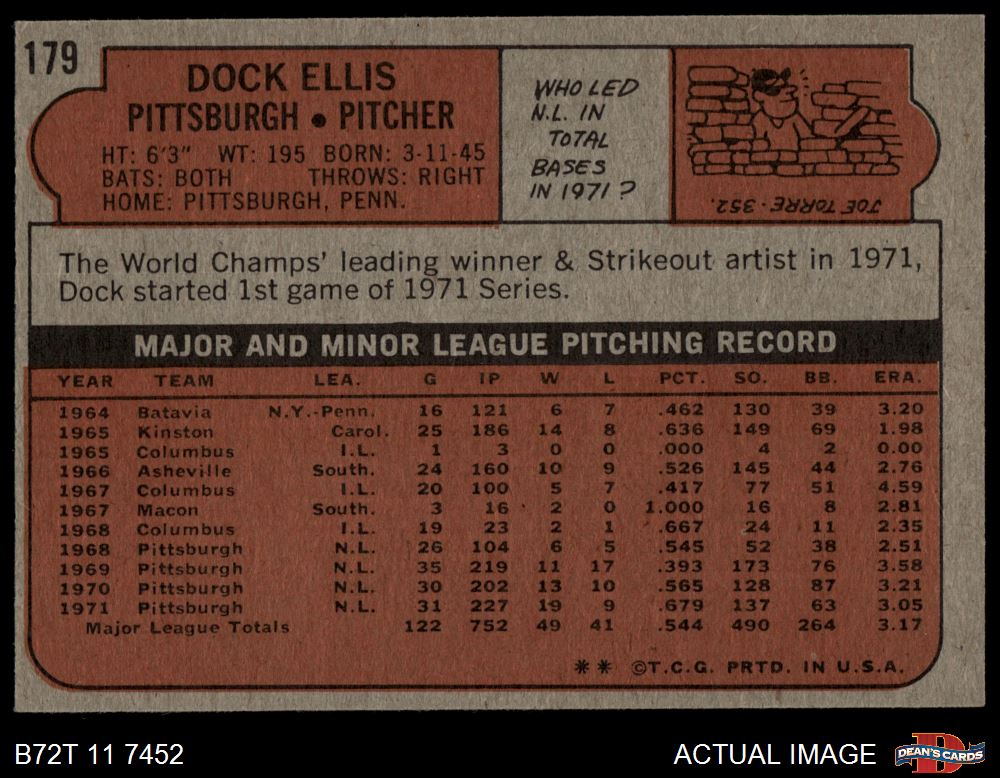 179
DOCK ELLIS
PITTSBURGH • PITCHER
HT: 6'3" WT: 195 BORN: 3-11-45
BATS: BOTH THROWS: RIGHT
HOME: PITTSBURGH, PENN.
WHO LED
N.L. IN
TOTAL
BASES
IN 1971?
JOE TORRE-352.
The World Champs' leading winner & Strikeout artist in 1971,
Dock started 1st game of 1971 Series.
MAJOR AND MINOR LEAGUE PITCHING RECORD
YEAR TEAM LEA. G IP W L PCT. SO. BB. ERA.
1964 Batavia N.Y.-Penn. 16 121 6 7 .462 130 39 3.20
1965 Kinston Carol. 25 186 14 8 .636 149 69 1.98
1965 Columbus I.L. 1 3 0 0 .000 4 2 0.00
1966 Asheville South. 24 160 10 9 .526 145 44 2.76
1967 Columbus I.L. 20 100 5 7 .417 77 51 4.59
1967 Macon South. 3 16 2 0 1.000 16 8 2.81
1968 Columbus I.L. 19 23 2 1 .667 24 11 2.35
1968 Pittsburgh N.L. 26 104 6 5 .545 52 38 2.51
1969 Pittsburgh N.L. 35 219 11 17 .393 173 76 3.58
1970 Pittsburgh N.L. 30 202 13 10 .565 128 87 3.21
1971 Pittsburgh N.L. 31 227 19 9 .679 137 63 3.05
Major League Totals 122 752 49 41 .544 490 264 3.17
** ©T.C.G. PRTD. IN U.S.A.
B72T 11 7452
ACTUAL IMAGE
DEAN'S CARDS